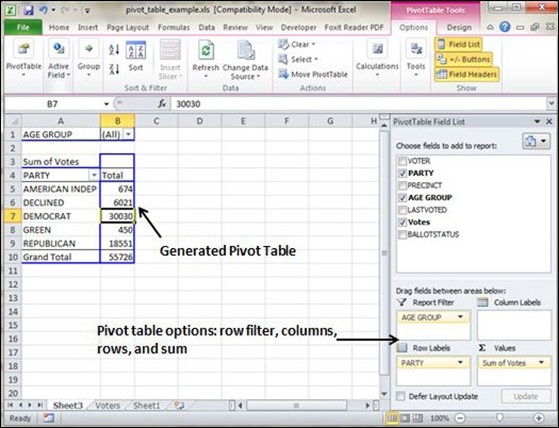 pivot_table_example.xls [Compatibility Mode] - Microsoft Excel
PivotTable Tools
File Home Insert Page Layout Formulas Data Review View Options Design
PivotTable
Active Field
Group
Sort
Insert Slicer
Sort & Filter
Refresh
Change Data Source
Data
Clear
Select
Move PivotTable
Actions
Calculations
Tools
Field List
+/- Buttons
Field Headers
Show
B7 fx 30030
A B C D E F G H
1 AGE GROUP (All)
2
3 Sum of Votes
4 PARTY Total
5 AMERICAN INDEP 674
6 DECLINED 6021
7 DEMOCRAT 30030
8 GREEN 450
9 REPUBLICAN 18551
10 Grand Total 55726
11
12
13
14
15
16
17
18
19
20
Generated Pivot Table
Pivot table options: row filter, columns,
rows, and sum
PivotTable Field List
Choose fields to add to report:
VOTER
PARTY
PRECINCT
AGE GROUP
LASTVOTED
Votes
BALLOTSTATUS
Drag fields between areas below:
Report Filter
Column Labels
AGE GROUP
Row Labels
Σ Values
PARTY
Sum of Votes
Defer Layout Update
Update
Sheet3 Voters Sheet1
Ready
100%